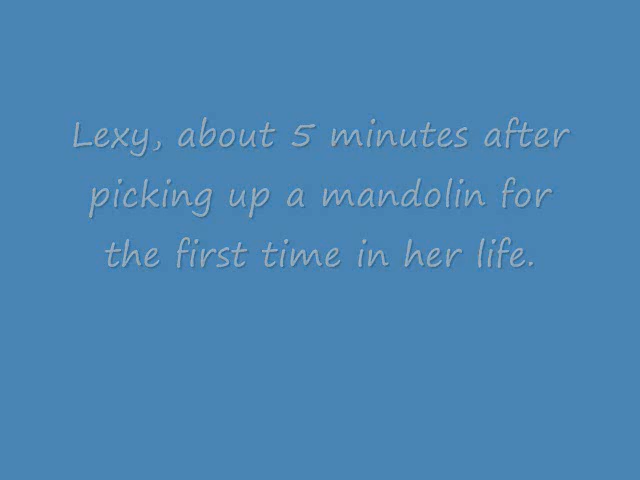 Lexy, about 5 minutes after
picking up a mandolin for
the first time in her life.